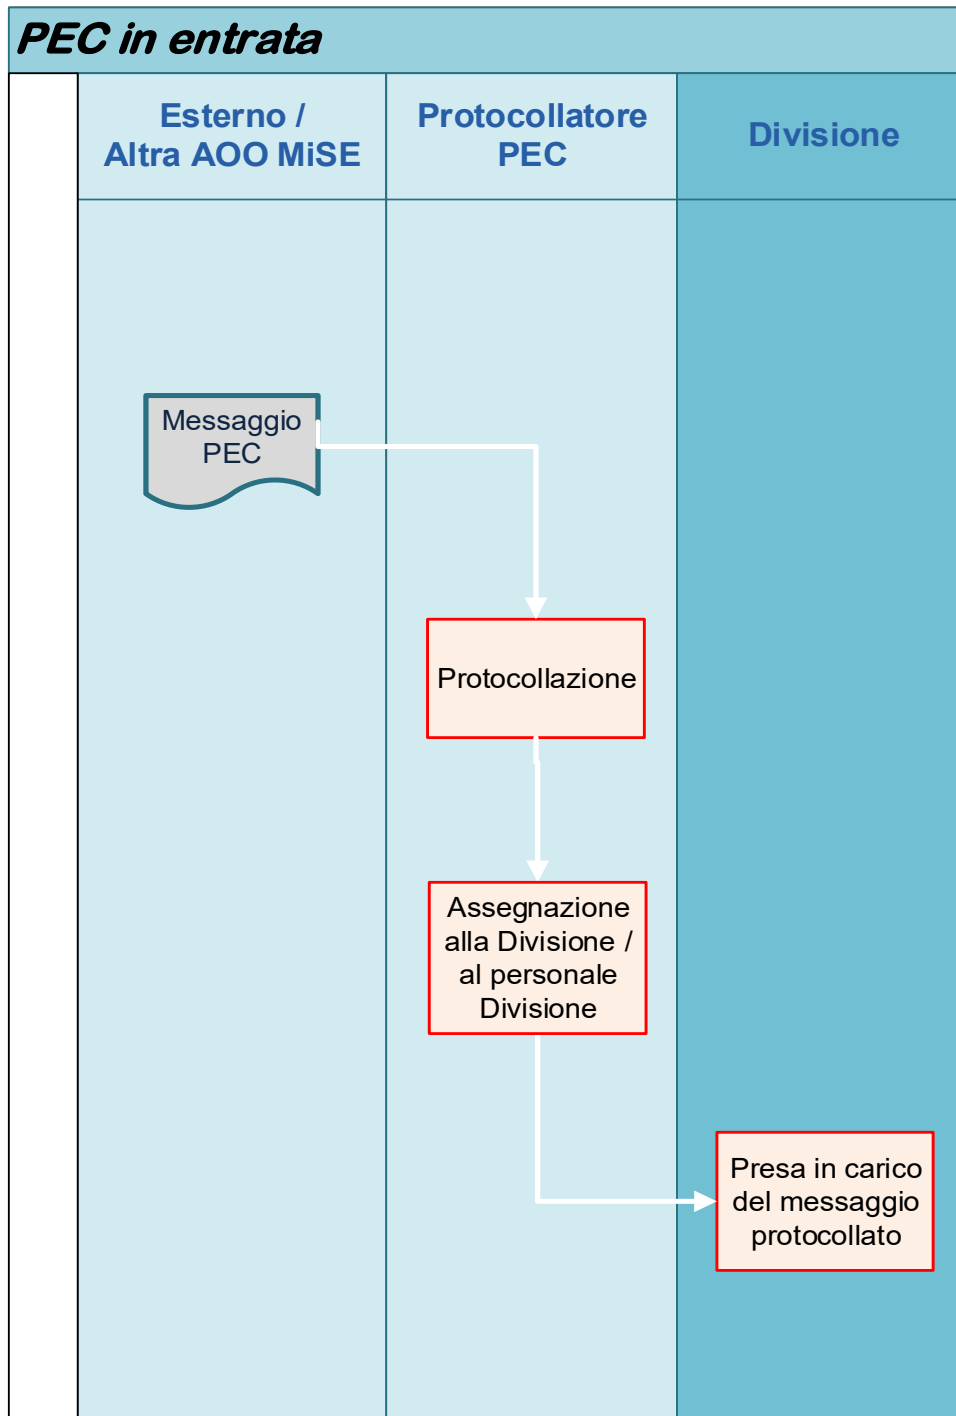 PEC in entrata
Esterno /
Altra AOO MiSE
Protocollatore
PEC
Divisione
Messaggio
PEC
Protocollazione
Assegnazione
alla Divisione /
al personale
Divisione
Presa in carico
del messaggio
protocollato